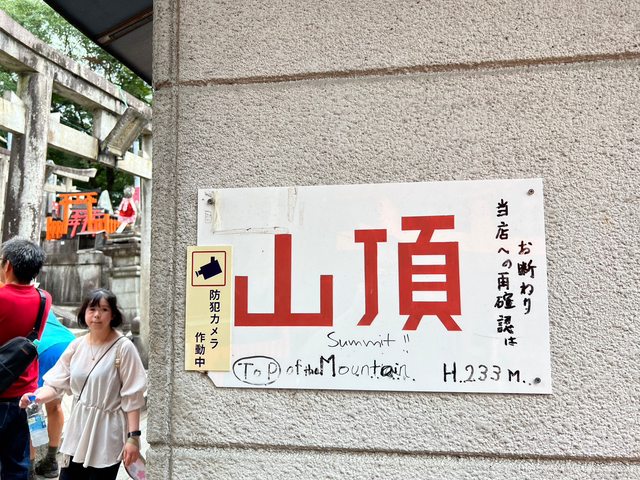 山頂
Summit!!
Top of the Mountain
H.233 M.
お断わり
当店への再確認は
防犯カメラ
作動中